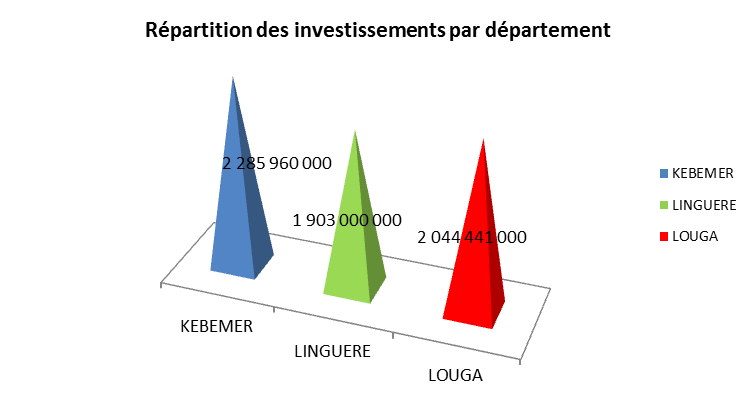 Répartition des investissements par département
2 285 960 000
1 903 000 000
2 044 441 000
KEBEMER
LINGUERE
LOUGA
KEBEMER
LINGUERE
LOUGA